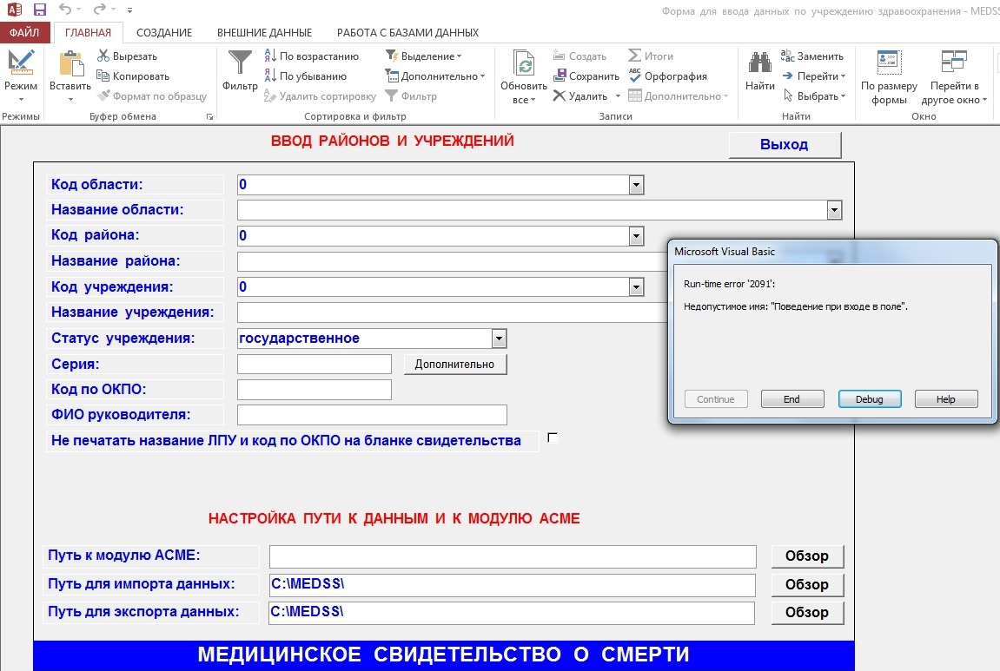 Форма для ввода данных по учреждению здравоохранения - MEDSS
ФАЙЛ ГЛАВНАЯ СОЗДАНИЕ ВНЕШНИЕ ДАННЫЕ РАБОТА С БАЗАМИ ДАННЫХ
Режим
Режимы
Вставить
Вырезать
Копировать
Формат по образцу
Буфер обмена
Фильтр
По возрастанию
По убыванию
Удалить сортировку
Выделение
Дополнительно
Фильтр
Сортировка и фильтр
Обновить
все
Создать
Сохранить
Удалить
Итоги
Орфография
Дополнительно
Записи
Найти
Заменить
Перейти
Выбрать
Найти
По размеру
формы
Перейти в
другое окно
Окно
ВВОД РАЙОНОВ И УЧРЕЖДЕНИЙ
Выход
Код области: 0
Название области:
Код района: 0
Название района:
Код учреждения: 0
Название учреждения:
Статус учреждения: государственное
Серия: Дополнительно
Код по ОКПО:
ФИО руководителя:
Не печатать название ЛПУ и код по ОКПО на бланке свидетельства
Microsoft Visual Basic
Run-time error '2091':
Недопустимое имя: "Поведение при входе в поле".
Continue End Debug Help
НАСТРОЙКА ПУТИ К ДАННЫМ И К МОДУЛЮ АСМЕ
Путь к модулю АСМЕ: Обзор
Путь для импорта данных: C:\MEDSS\ Обзор
Путь для экспорта данных: C:\MEDSS\ Обзор
МЕДИЦИНСКОЕ СВИДЕТЕЛЬСТВО О СМЕРТИ